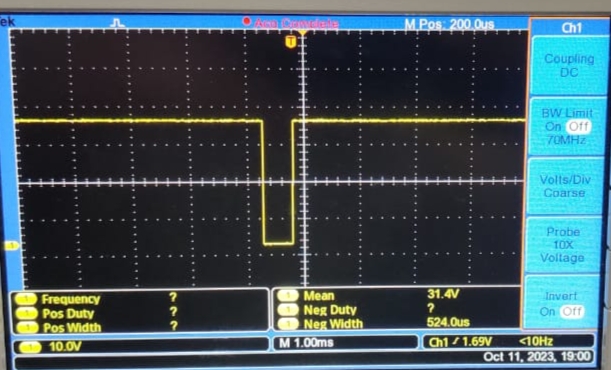 ek Acq Complete M Pos: 200.0us
Ch1
Coupling
DC
BW Limit
On Off
70MHz
Volts/Div
Coarse
Probe
10X
Voltage
Invert
On Off
T
1
1 Frequency ?
1 Pos Duty ?
1 Pos Width ?
1 Mean 31.4V
1 Neg Duty ?
1 Neg Width 524.0us
1 10.0V M 1.00ms Ch1 / 1.69V <10Hz
Oct 11, 2023, 19:00